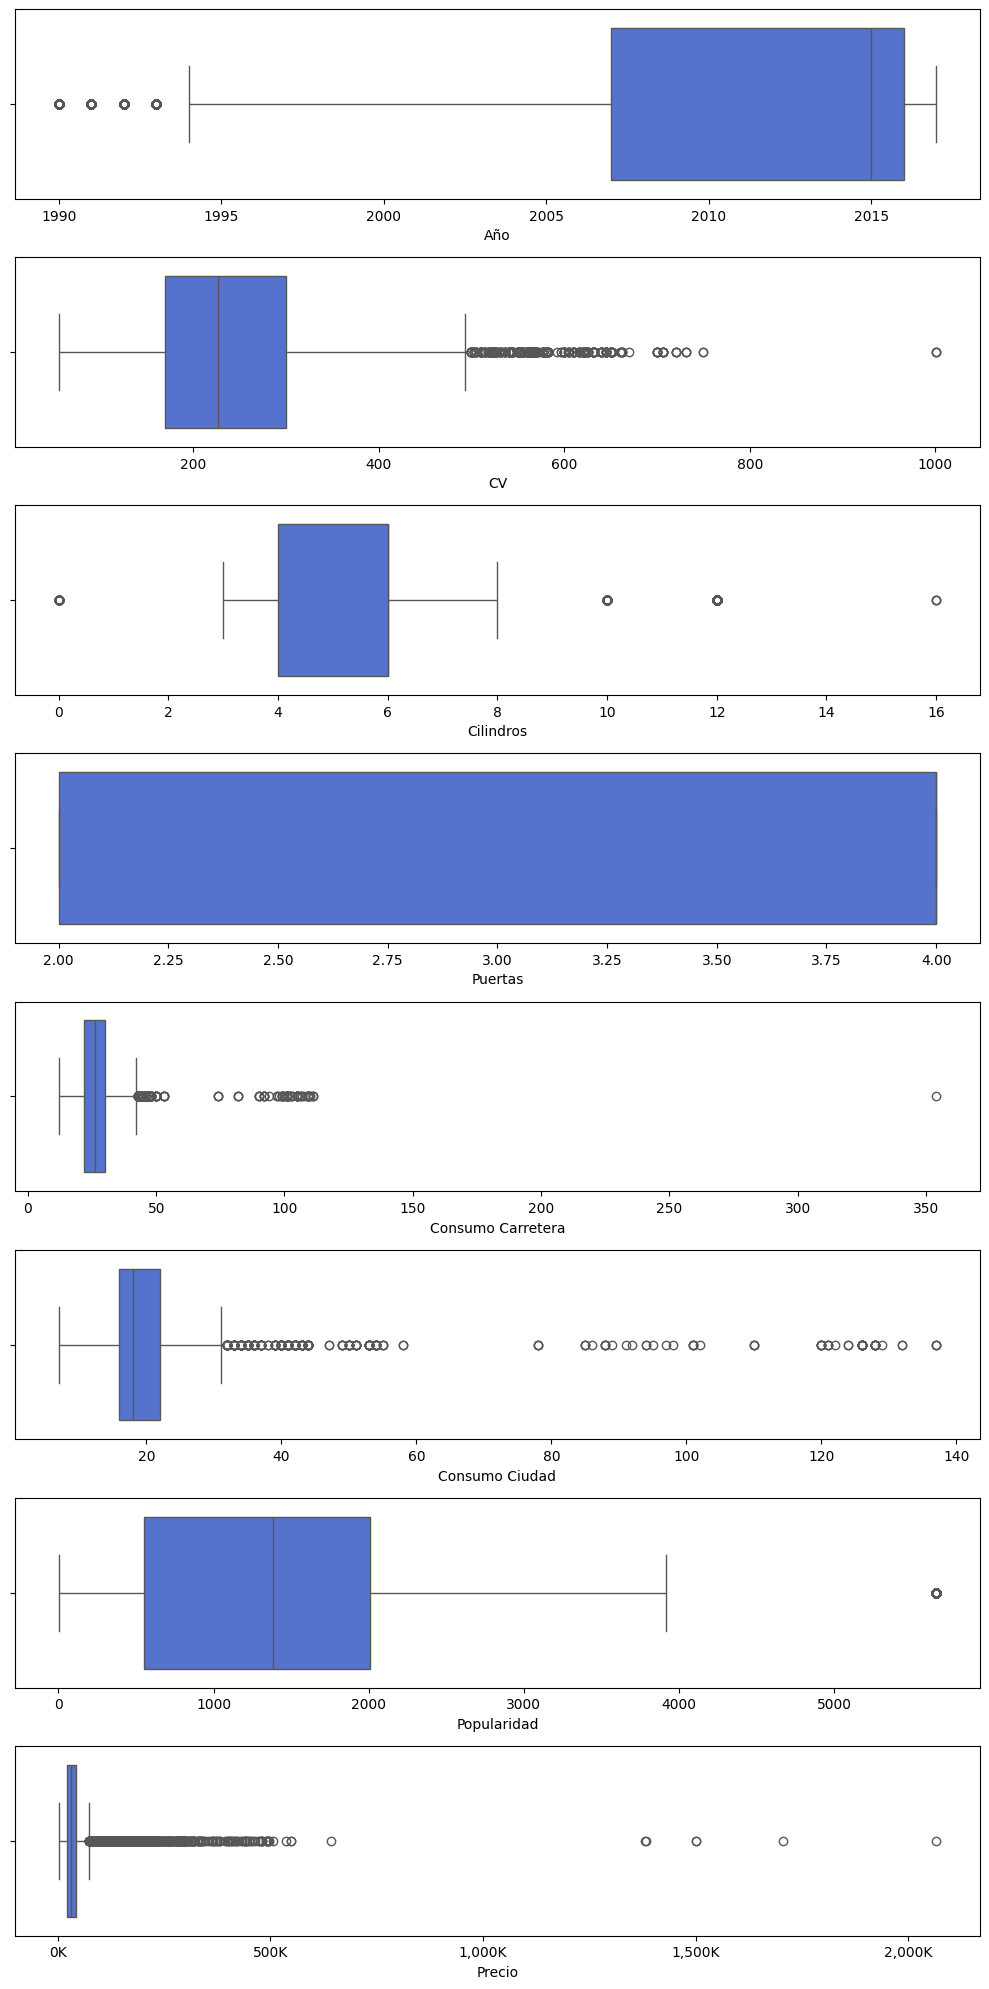 1990 1995 2000 2005 2010 2015
Año
200 400 600 800 1000
CV
0 2 4 6 8 10 12 14 16
Cilindros
2.00 2.25 2.50 2.75 3.00 3.25 3.50 3.75 4.00
Puertas
0 50 100 150 200 250 300 350
Consumo Carretera
20 40 60 80 100 120 140
Consumo Ciudad
0 1000 2000 3000 4000 5000
Popularidad
0K 500K 1,000K 1,500K 2,000K
Precio